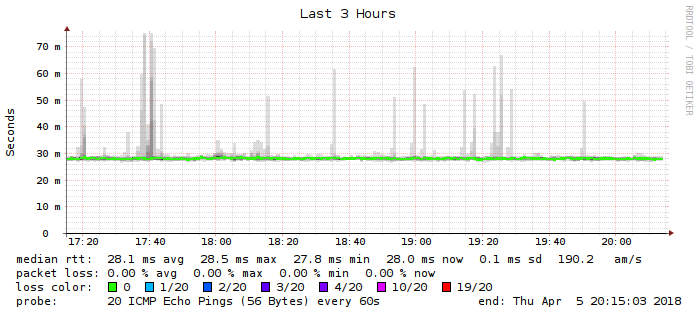 Last 3 Hours
RRDTOOL / TOBI OETIKER
Seconds
70 m
60 m
50 m
40 m
30 m
20 m
10 m
0
17:20 17:40 18:00 18:20 18:40 19:00 19:20 19:40 20:00
median rtt: 28.1 ms avg 28.5 ms max 27.8 ms min 28.0 ms now 0.1 ms sd 190.2 am/s
packet loss: 0.00 % avg 0.00 % max 0.00 % min 0.00 % now
loss color: 0 1/20 2/20 3/20 4/20 10/20 19/20
probe: 20 ICMP Echo Pings (56 Bytes) every 60s end: Thu Apr 5 20:15:03 2018